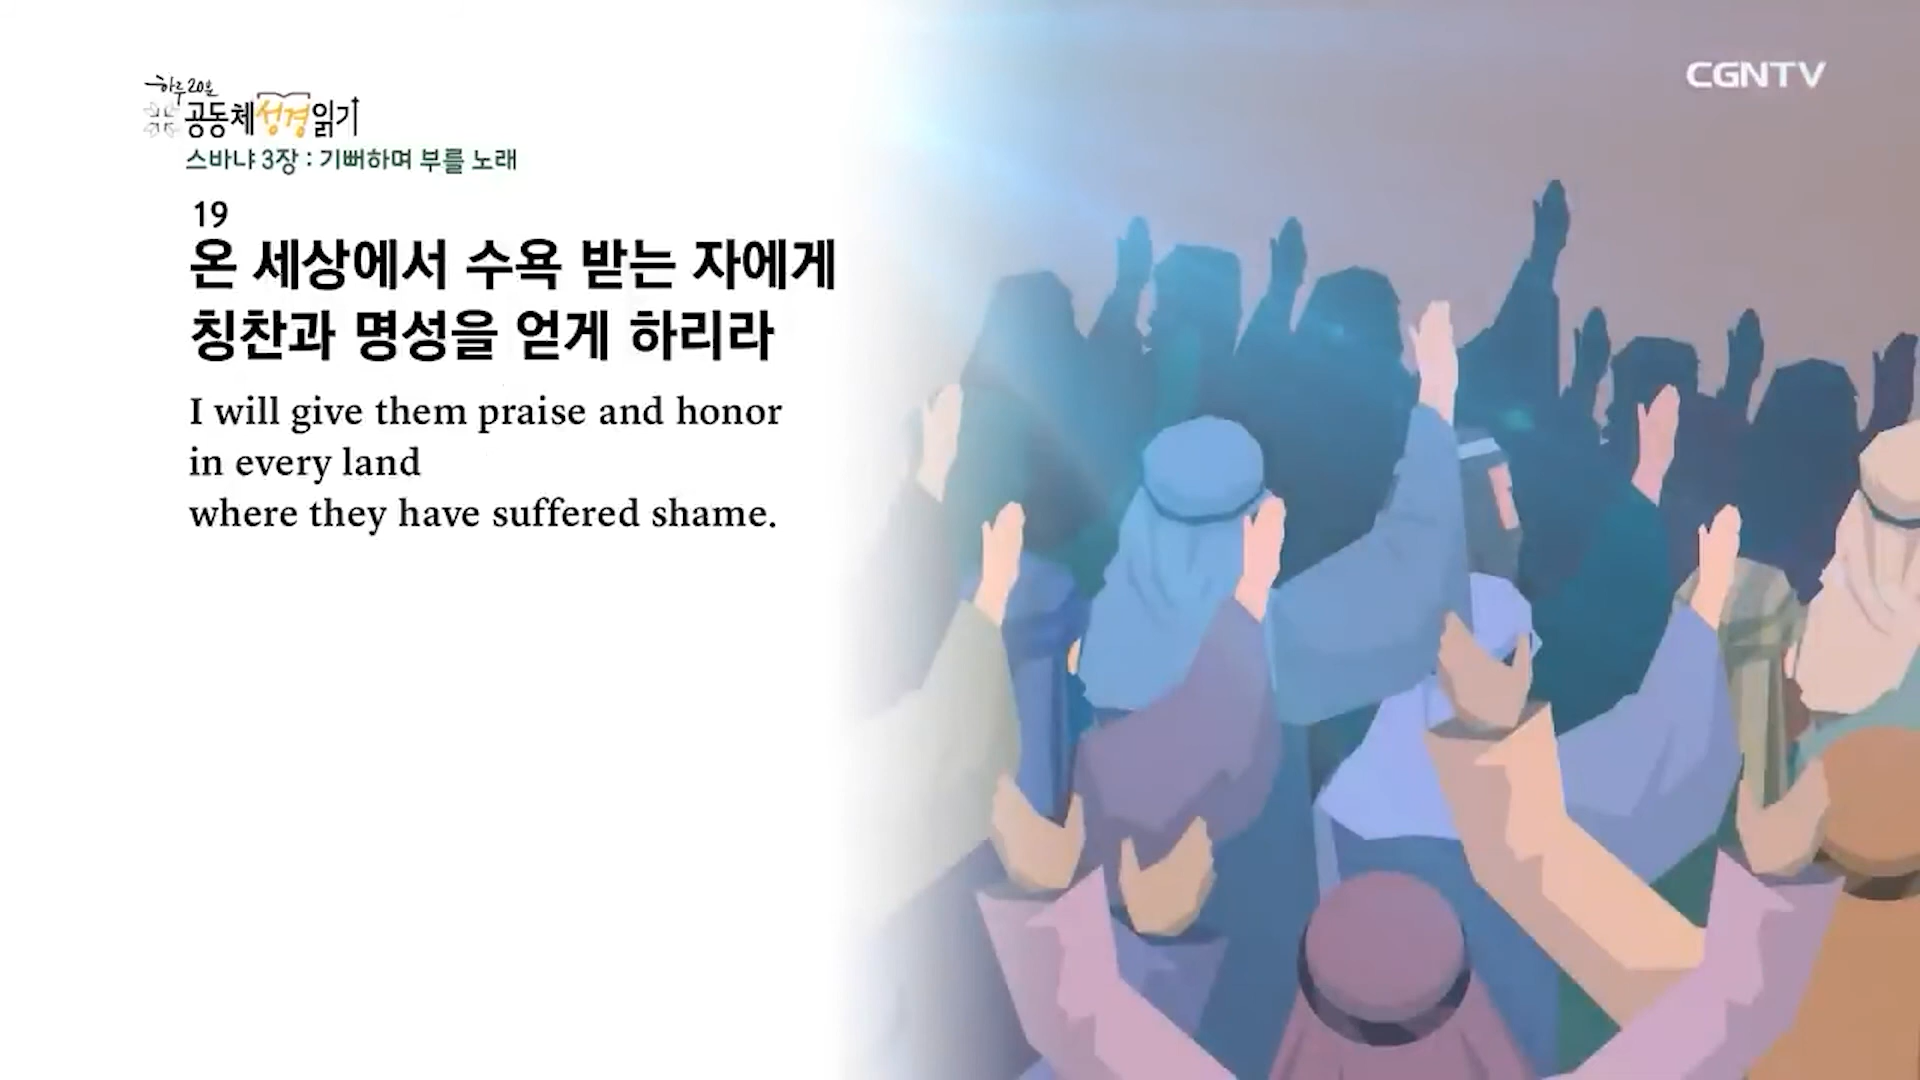 하루 20분
공동체성경읽기
CGNTV
스바냐 3장 : 기뻐하며 부를 노래
19
온 세상에서 수욕 받는 자에게
칭찬과 명성을 얻게 하리라
I will give them praise and honor
in every land
where they have suffered shame.